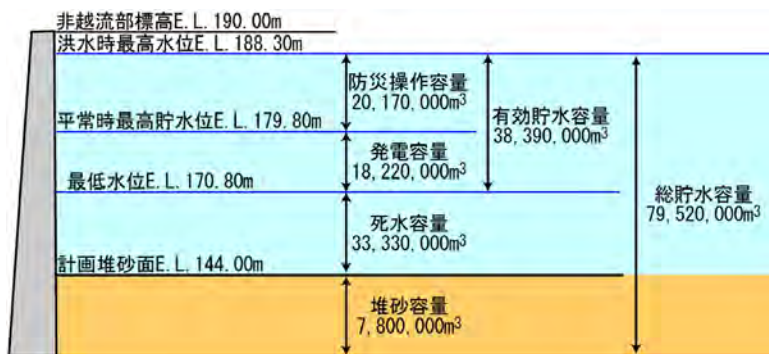 非越流部標高E.L.190.00m
洪水時最高水位E.L.188.30m
防災操作容量
20,170,000m³
有効貯水容量
38,390,000m³
平常時最高貯水位E.L.179.80m
発電容量
18,220,000m³
最低水位E.L.170.80m
総貯水容量
79,520,000m³
死水容量
33,330,000m³
計画堆砂面E.L.144.00m
堆砂容量
7,800,000m³